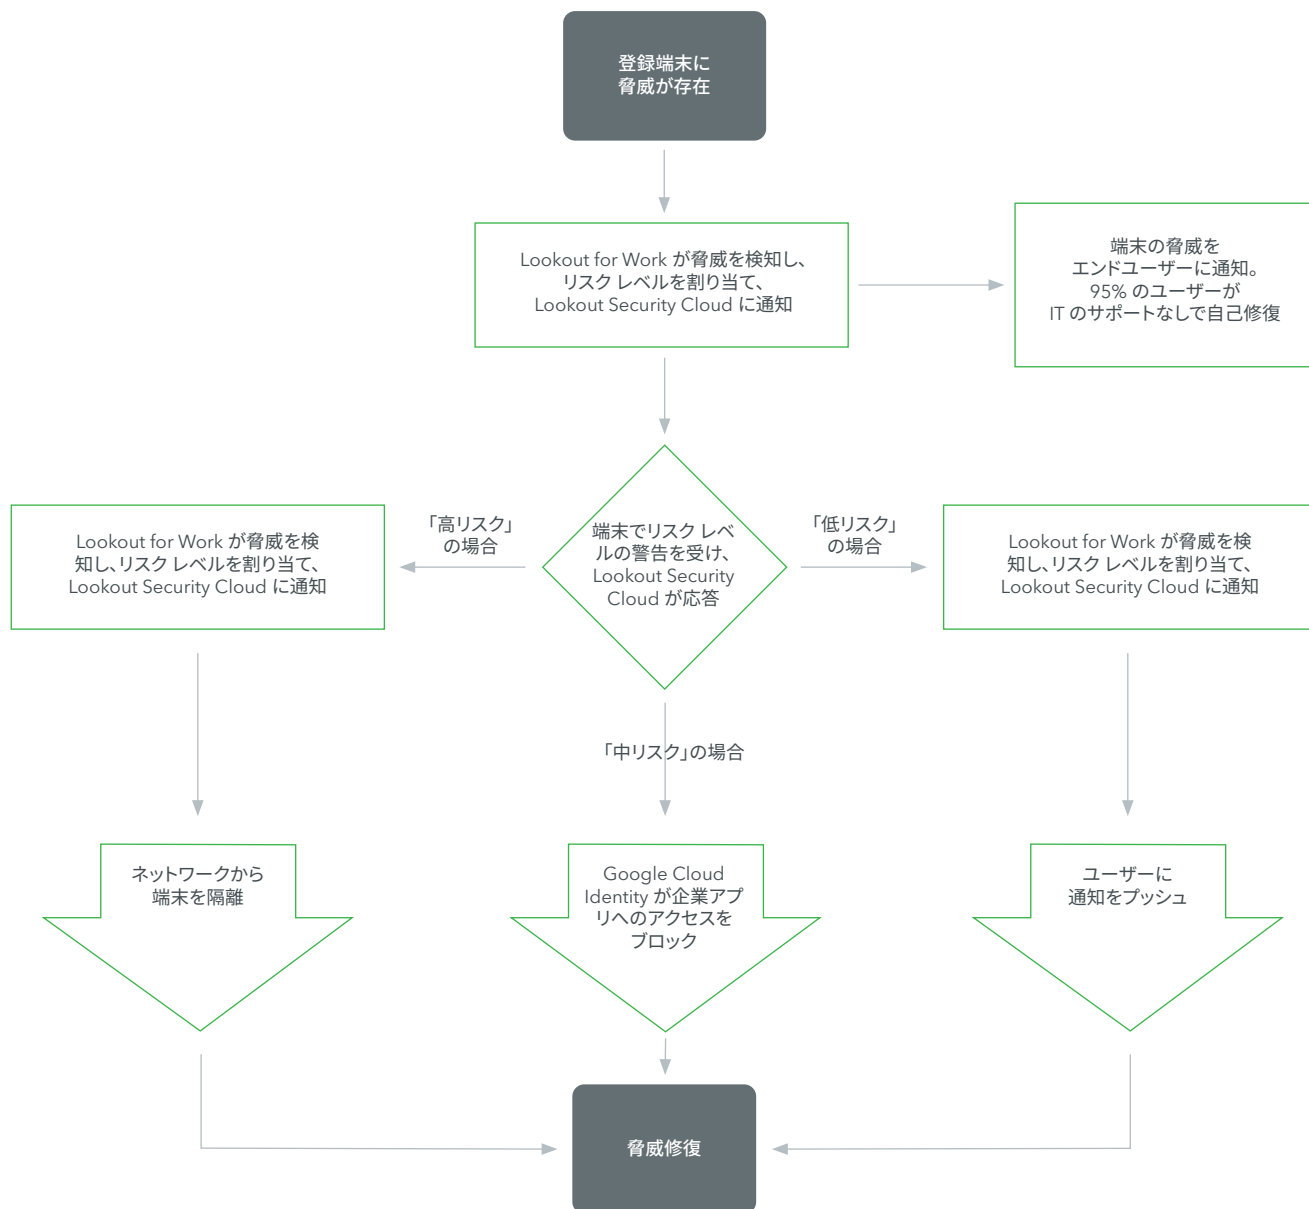 登録端末に
脅威が存在
Lookout for Work が脅威を検知し、
リスク レベルを割り当て、
Lookout Security Cloud に通知
端末の脅威を
エンドユーザーに通知。
95% のユーザーが
IT のサポートなしで自己修復
「高リスク」
の場合
端末でリスク レベ
ルの警告を受け、
Lookout Security
Cloud が応答
「低リスク」
の場合
Lookout for Work が脅威を検
知し、リスク レベルを割り当て、
Lookout Security Cloud に通知
Lookout for Work が脅威を検
知し、リスク レベルを割り当て、
Lookout Security Cloud に通知
「中リスク」の場合
ネットワークから
端末を隔離
Google Cloud
Identity が企業アプ
リへのアクセスを
ブロック
ユーザーに
通知をプッシュ
脅威修復